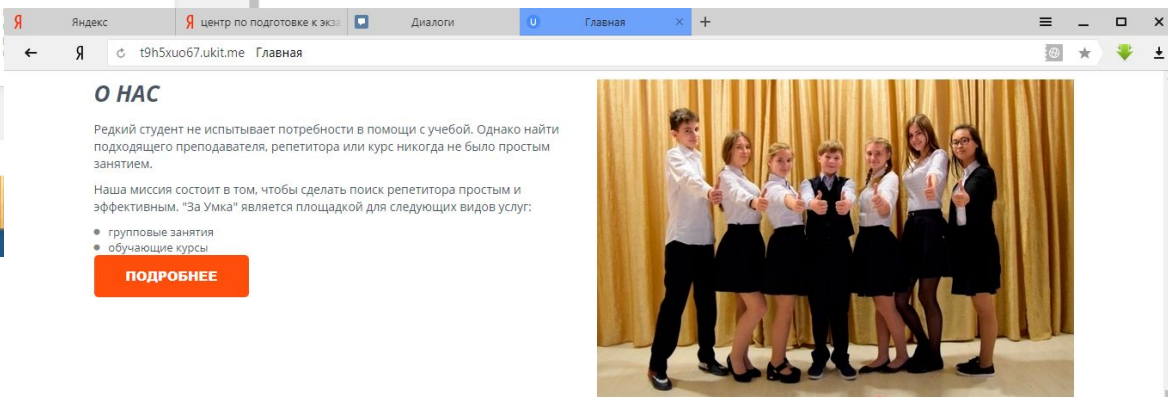 Яндекс
центр по подготовке к экза
Диалоги
Главная
t9h5xuo67.ukit.me Главная
О НАС
Редкий студент не испытывает потребности в помощи с учебой. Однако найти
подходящего преподавателя, репетитора или курс никогда не было простым
занятием.
Наша миссия состоит в том, чтобы сделать поиск репетитора простым и
эффективным. "За Умка" является площадкой для следующих видов услуг:
групповые занятия
обучающие курсы
ПОДРОБНЕЕ